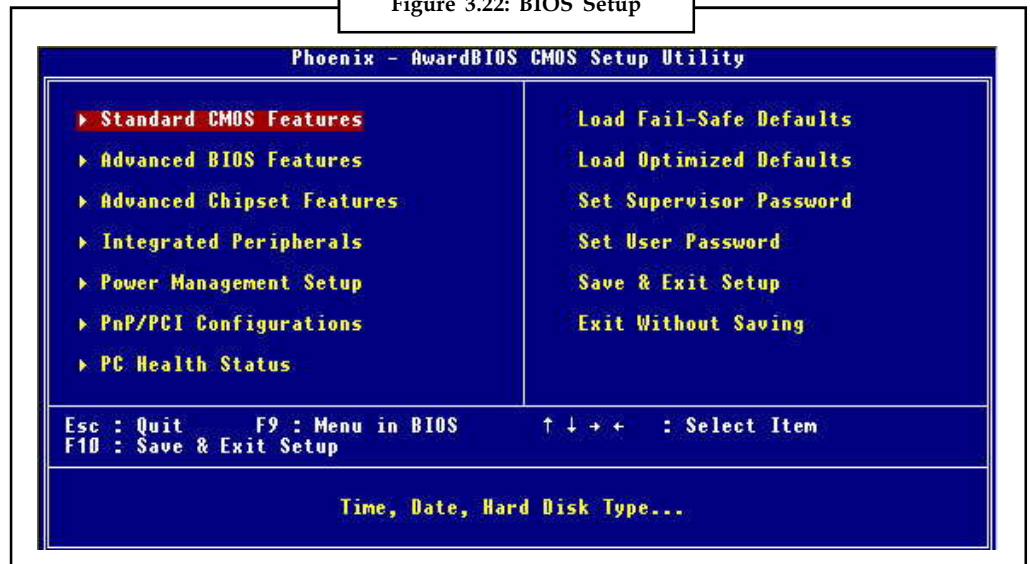 Figure 3.22: BIOS Setup
Phoenix - AwardBIOS CMOS Setup Utility
▸ Standard CMOS Features
▸ Advanced BIOS Features
▸ Advanced Chipset Features
▸ Integrated Peripherals
▸ Power Management Setup
▸ PnP/PCI Configurations
▸ PC Health Status
Load Fail-Safe Defaults
Load Optimized Defaults
Set Supervisor Password
Set User Password
Save & Exit Setup
Exit Without Saving
Esc : Quit F9 : Menu in BIOS ↑ ↓ → ← : Select Item
F10 : Save & Exit Setup
Time, Date, Hard Disk Type...